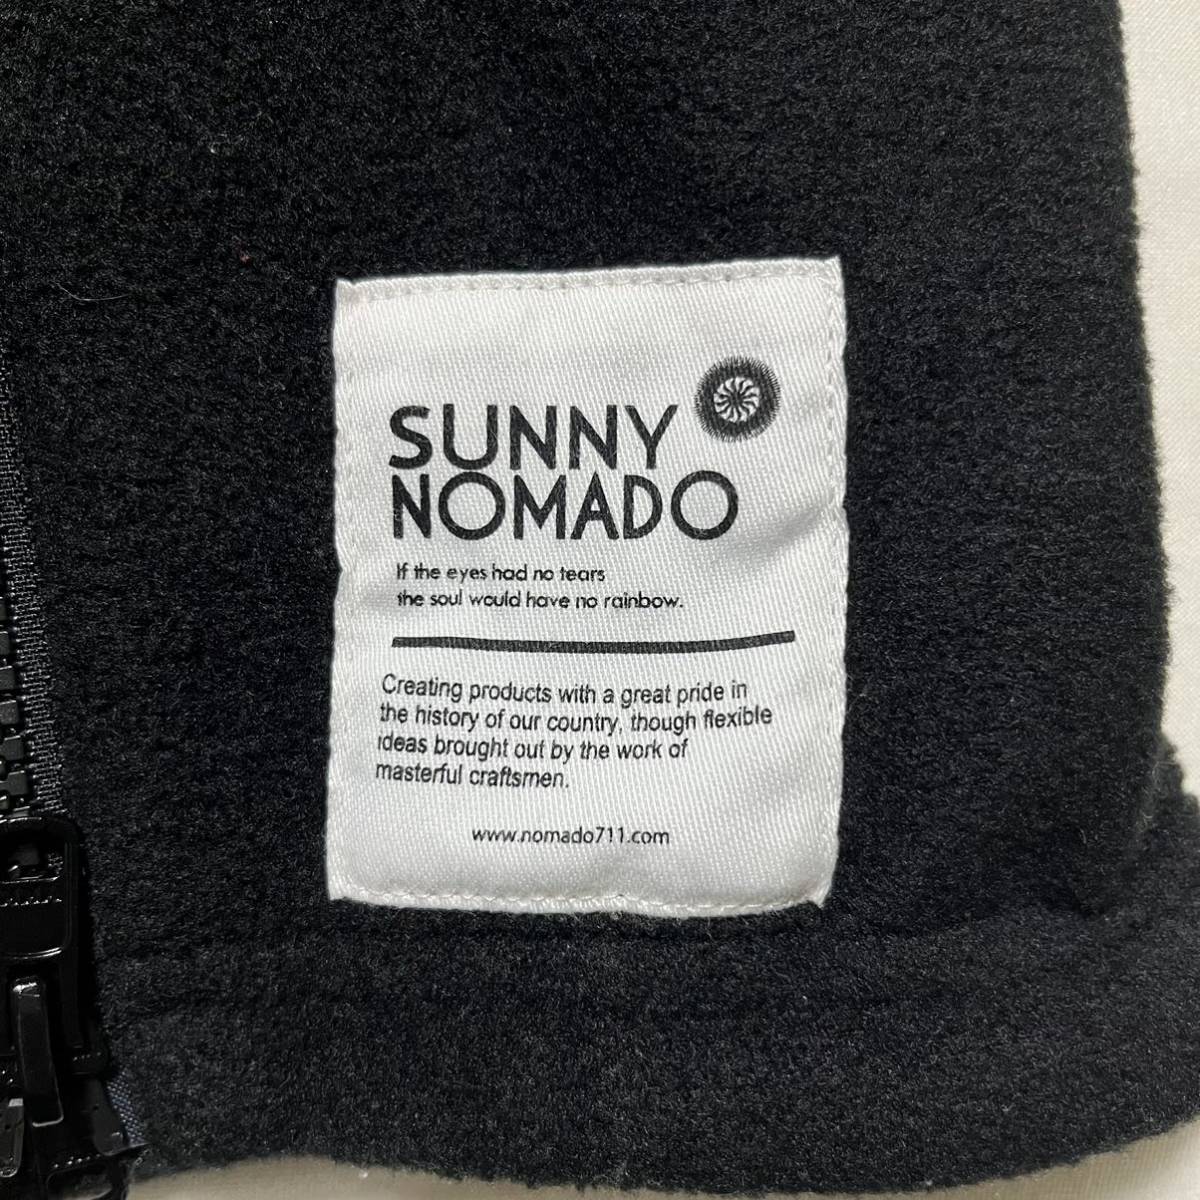 SUNNY
NOMADO
If the eyes had no tears
the soul would have no rainbow.
Creating products with a great pride in
the history of our country, though flexible
ideas brought out by the work of
masterful craftsmen.
www.nomado711.com